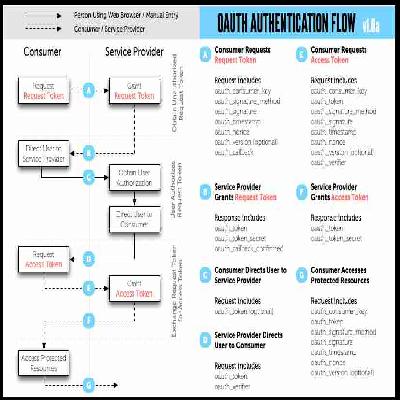 Person Using Web Browser / Manual Entry
Consumer / Service Provider
OAUTH AUTHENTICATION FLOW v1.0a
Consumer
Service Provider
Request
Request Token
A
Grant
Request Token
Obtain Unauthorized
Request Token
Direct User to
Service Provider
B
C
Obtain User
Authorization
User Authorizes
Request Token
Direct User to
Consumer
Request
Access Token
D
E
Grant
Access Token
Exchange Request Token
for Access Token
F
Access Protected
Resources
G
A
Consumer Requests
Request Token
Request Includes
oauth_consumer_key
oauth_signature_method
oauth_signature
oauth_timestamp
oauth_nonce
oauth_version (optional)
oauth_callback
B
Service Provider
Grants Request Token
Response Includes
oauth_token
oauth_token_secret
oauth_callback_confirmed
C
Consumer Directs User to
Service Provider
Request Includes
oauth_token (optional)
D
Service Provider Directs
User to Consumer
Request Includes
oauth_token
oauth_verifier
E
Consumer Requests
Access Token
Request Includes
oauth_consumer_key
oauth_token
oauth_signature_method
oauth_signature
oauth_timestamp
oauth_nonce
oauth_version (optional)
oauth_verifier
F
Service Provider
Grants Access Token
Response Includes
oauth_token
oauth_token_secret
G
Consumer Accesses
Protected Resources
Request Includes
oauth_consumer_key
oauth_token
oauth_signature_method
oauth_signature
oauth_timestamp
oauth_nonce
oauth_version (optional)